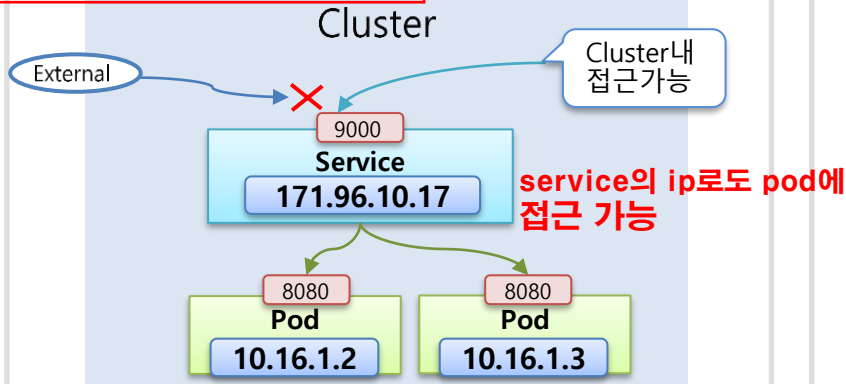 Cluster
External
Cluster내
접근가능
9000
Service
171.96.10.17
service의 ip로도 pod에
접근 가능
8080
8080
Pod
Pod
10.16.1.2
10.16.1.3